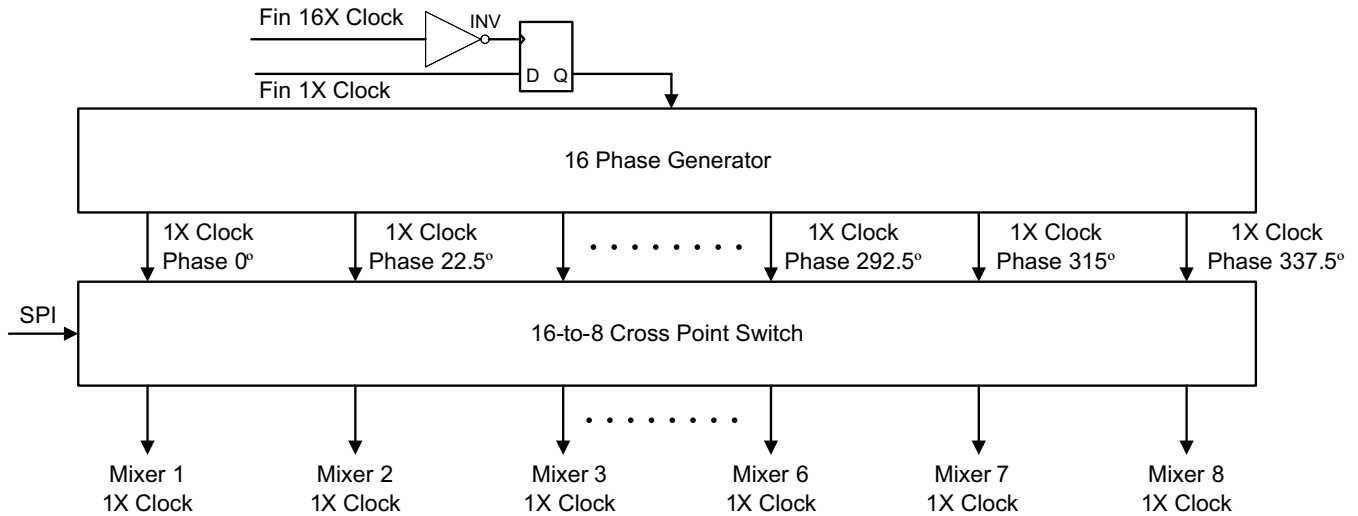 Fin 16X Clock
INV
D Q
Fin 1X Clock
16 Phase Generator
1X Clock
Phase 0º
1X Clock
Phase 22.5º
1X Clock
Phase 292.5º
1X Clock
Phase 315º
1X Clock
Phase 337.5º
SPI
16-to-8 Cross Point Switch
Mixer 1
1X Clock
Mixer 2
1X Clock
Mixer 3
1X Clock
Mixer 6
1X Clock
Mixer 7
1X Clock
Mixer 8
1X Clock